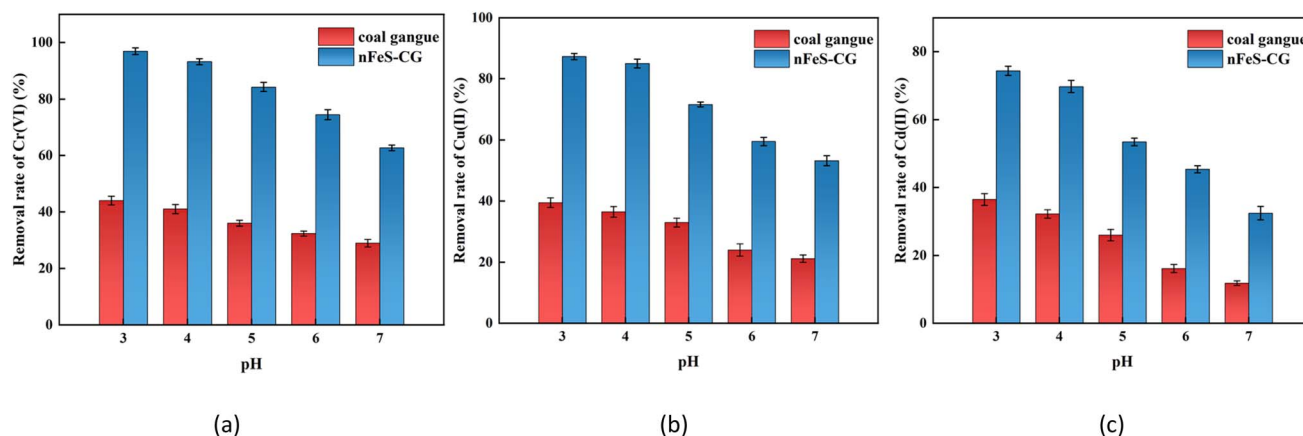 Removal rate of Cr(VI) (%)
100
80
60
40
20
0
coal gangue
nFeS-CG
3 4 5 6 7
pH
(a)
Removal rate of Cu(II) (%)
100
80
60
40
20
0
coal gangue
nFeS-CG
3 4 5 6 7
pH
(b)
Removal rate of Cd(II) (%)
80
60
40
20
0
coal gangue
nFeS-CG
3 4 5 6 7
pH
(c)